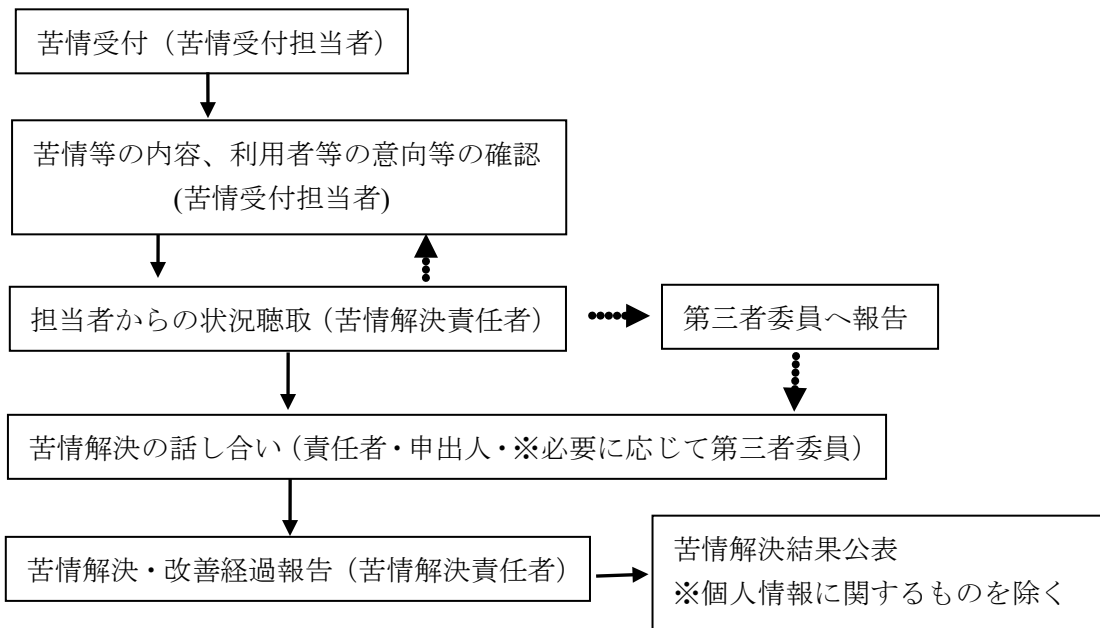 苦情受付（苦情受付担当者）
苦情等の内容、利用者等の意向等の確認
(苦情受付担当者)
担当者からの状況聴取（苦情解決責任者）
第三者委員へ報告
苦情解決の話し合い（責任者・申出人・※必要に応じて第三者委員）
苦情解決・改善経過報告（苦情解決責任者）
苦情解決結果公表
※個人情報に関するものを除く